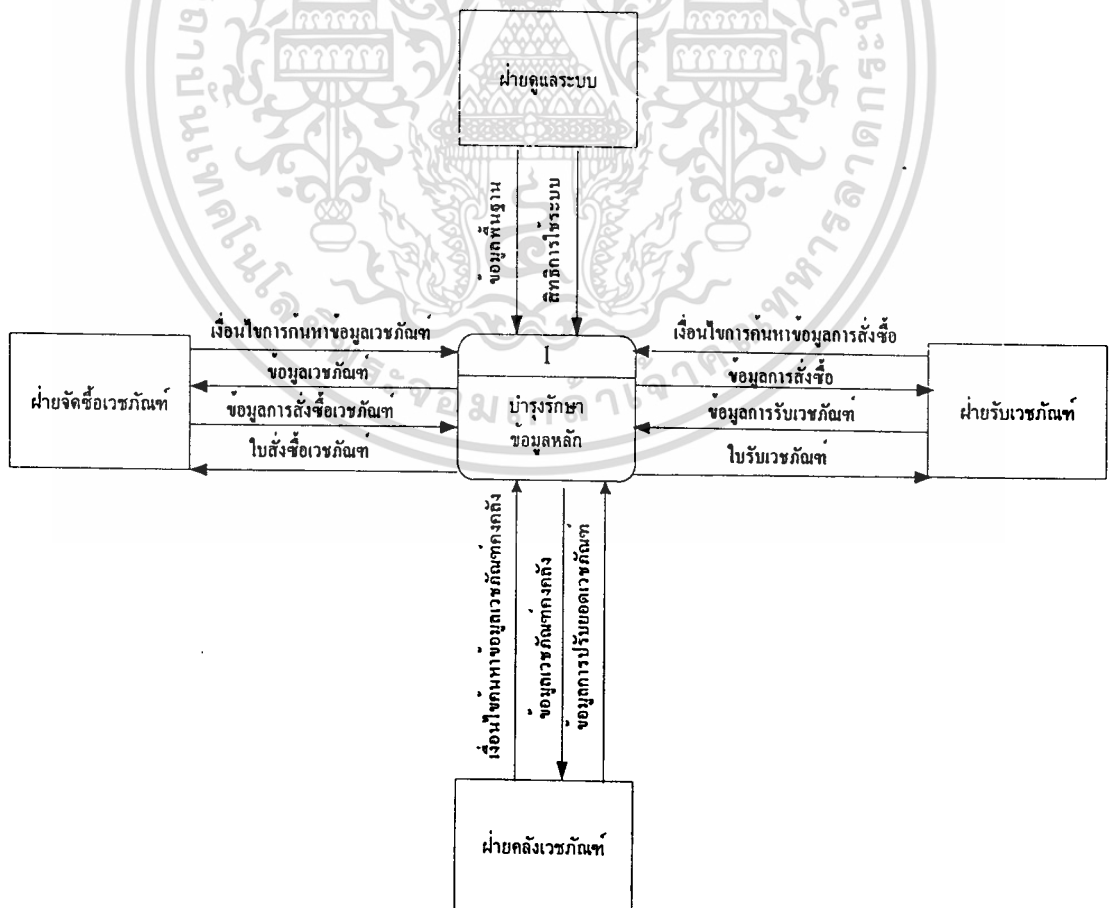 ฝ่ายดูแลระบบ
ข้อมูลพื้นฐาน
สิทธิการใช้ระบบ
เงื่อนไขการค้นหาข้อมูลเวชภัณฑ์
ข้อมูลเวชภัณฑ์
ข้อมูลการสั่งซื้อเวชภัณฑ์
ใบสั่งซื้อเวชภัณฑ์
ฝ่ายจัดซื้อเวชภัณฑ์
1
บำรุงรักษา
ข้อมูลหลัก
เงื่อนไขการค้นหาข้อมูลการสั่งซื้อ
ข้อมูลการสั่งซื้อ
ข้อมูลการรับเวชภัณฑ์
ใบรับเวชภัณฑ์
ฝ่ายรับเวชภัณฑ์
เงื่อนไขค้นหาข้อมูลเวชภัณฑ์คงคลัง
ข้อมูลเวชภัณฑ์คงคลัง
ข้อมูลการปรับยอดเวชภัณฑ์
ฝ่ายคลังเวชภัณฑ์